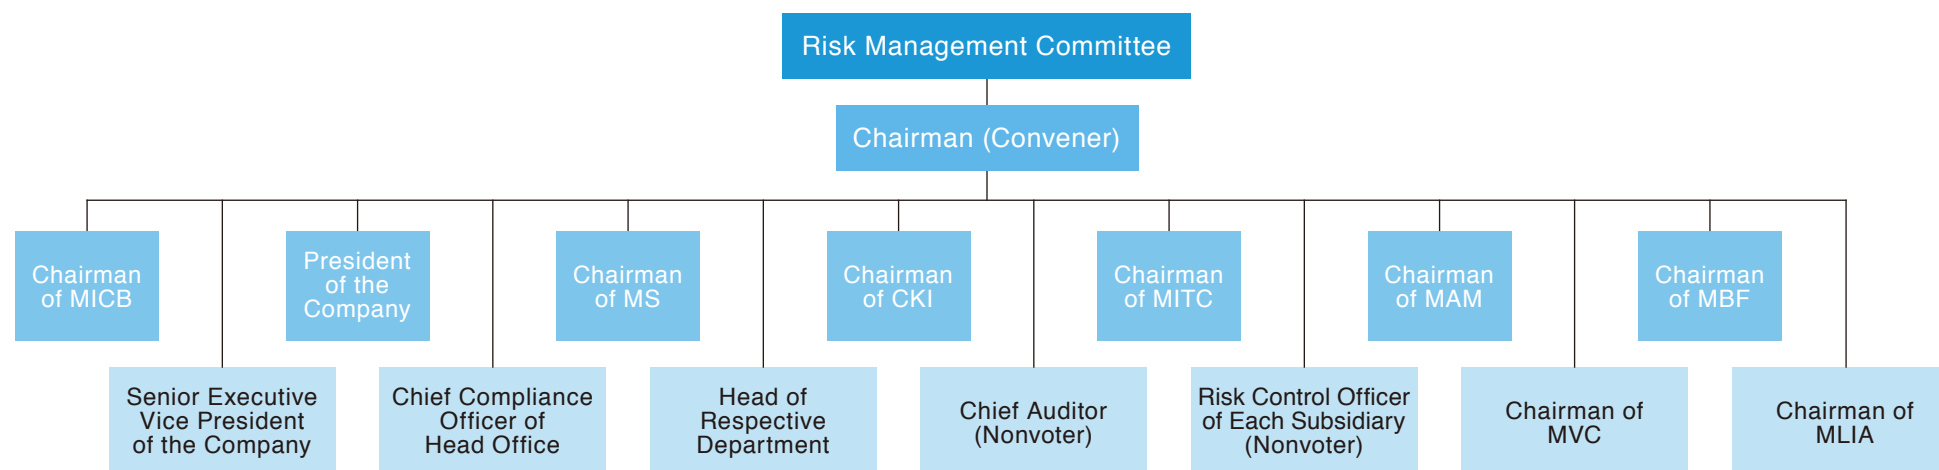 Risk Management Committee
Chairman (Convener)
Chairman
of MICB
President
of the
Company
Chairman
of MS
Chairman
of CKI
Chairman
of MITC
Chairman
of MAM
Chairman
of MBF
Senior Executive
Vice President
of the Company
Chief Compliance
Officer of
Head Office
Head of
Respective
Department
Chief Auditor
(Nonvoter)
Risk Control Officer
of Each Subsidiary
(Nonvoter)
Chairman of
MVC
Chairman of
MLIA